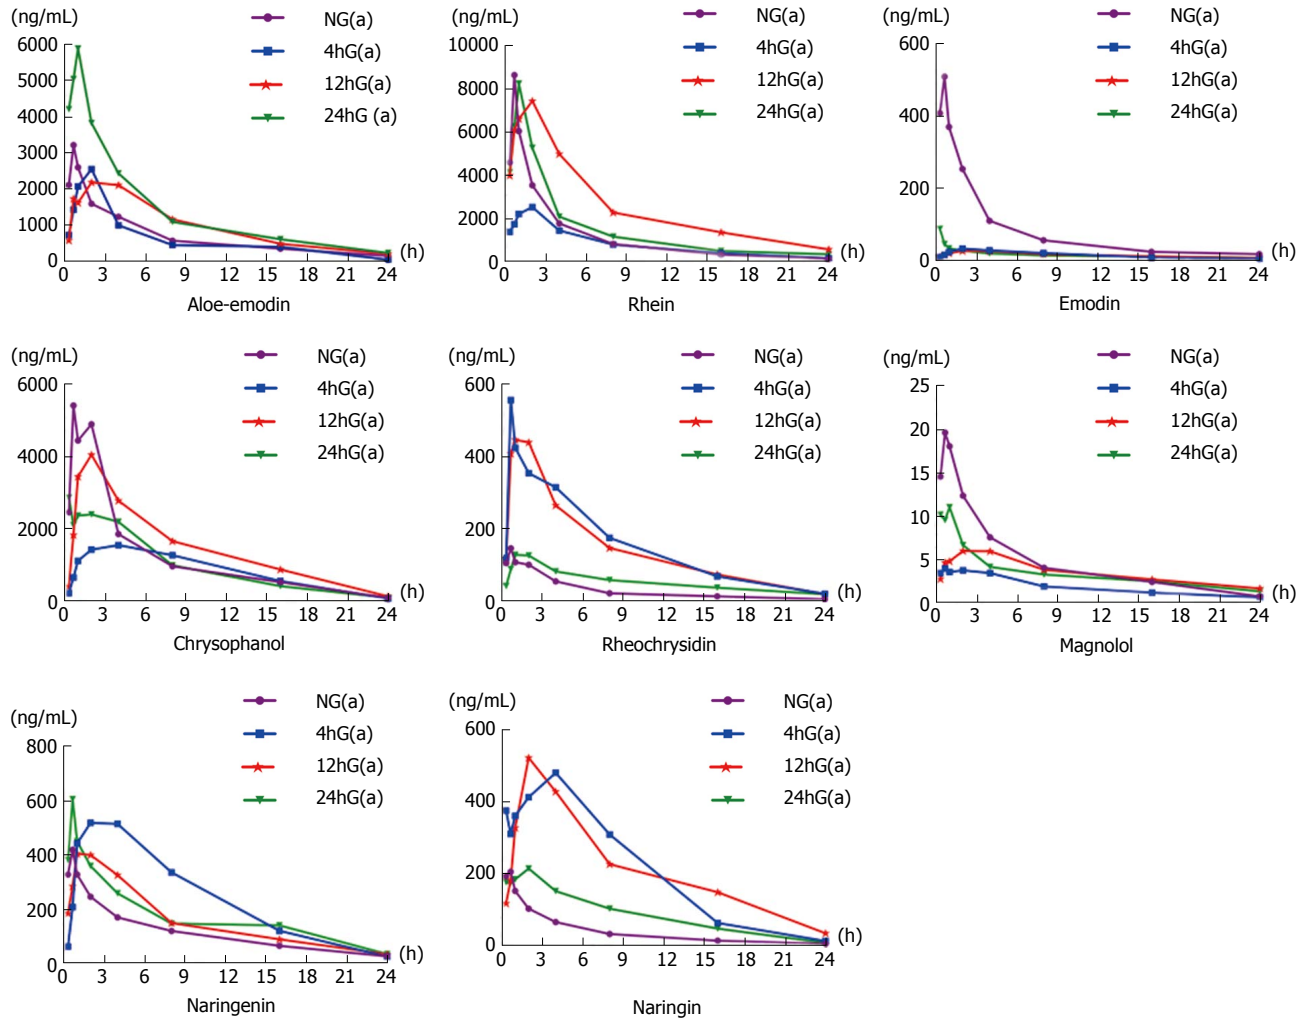 (ng/mL)
NG(a)
4hG(a)
12hG(a)
24hG (a)
6000
5000
4000
3000
2000
1000
0
0 3 6 9 12 15 18 21 24
(h)
Aloe-emodin
(ng/mL)
NG(a)
4hG(a)
12hG(a)
24hG(a)
10000
8000
6000
4000
2000
0
0 3 6 9 12 15 18 21 24
(h)
Rhein
(ng/mL)
NG(a)
4hG(a)
12hG(a)
24hG(a)
600
400
200
0
0 3 6 9 12 15 18 21 24
(h)
Emodin
(ng/mL)
NG(a)
4hG(a)
12hG(a)
24hG(a)
6000
4000
2000
0
0 3 6 9 12 15 18 21 24
(h)
Chrysophanol
(ng/mL)
NG(a)
4hG(a)
12hG(a)
24hG(a)
600
400
200
0
0 3 6 9 12 15 18 21 24
(h)
Rheochrysidin
(ng/mL)
NG(a)
4hG(a)
12hG(a)
24hG(a)
25
20
15
10
5
0
0 3 6 9 12 15 18 21 24
(h)
Magnolol
(ng/mL)
NG(a)
4hG(a)
12hG(a)
24hG(a)
800
600
400
200
0
0 3 6 9 12 15 18 21 24
(h)
Naringenin
(ng/mL)
NG(a)
4hG(a)
12hG(a)
24hG(a)
600
400
200
0
0 3 6 9 12 15 18 21 24
(h)
Naringin